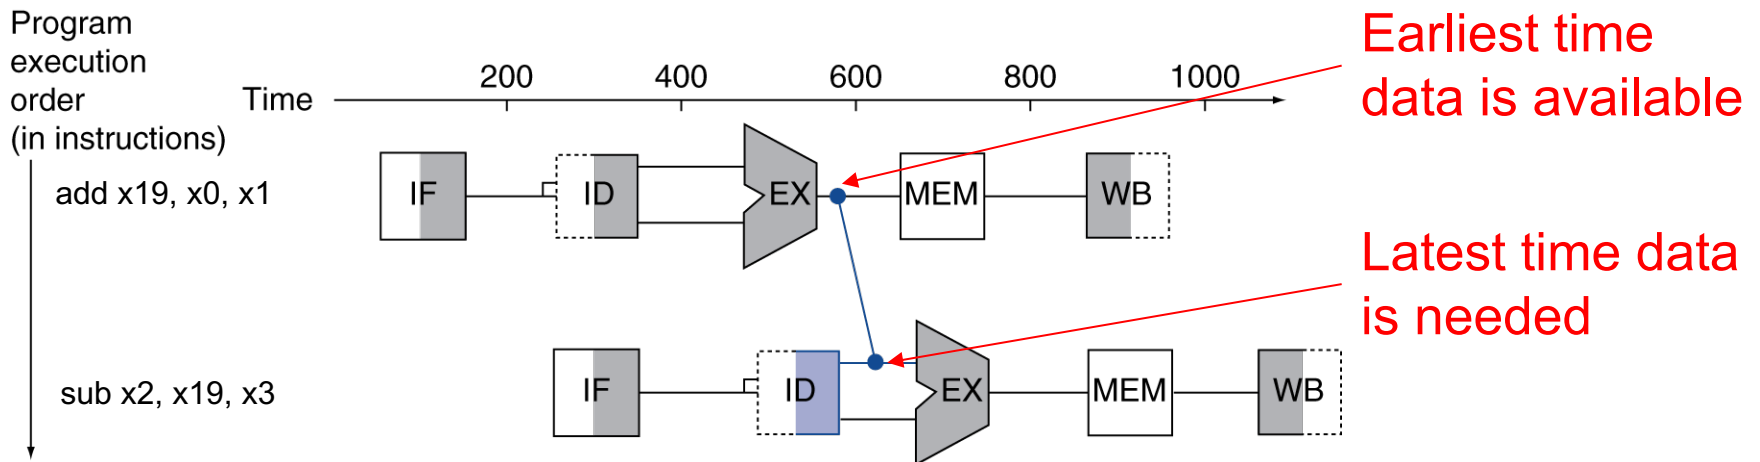 Program
execution
order
(in instructions)
Time
200 400 600 800 1000
Earliest time
data is available
add x19, x0, x1
IF ID EX MEM WB
Latest time data
is needed
sub x2, x19, x3
IF ID EX MEM WB